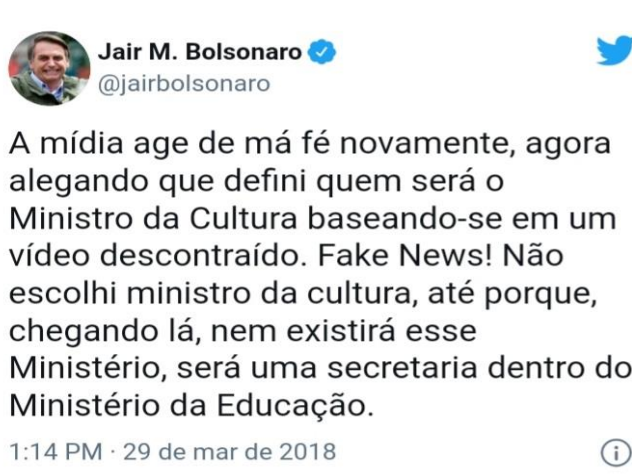 Jair M. Bolsonaro
@jairbolsonaro
A mídia age de má fé novamente, agora
alegando que defini quem será o
Ministro da Cultura baseando-se em um
vídeo descontraído. Fake News! Não
escolhi ministro da cultura, até porque,
chegando lá, nem existirá esse
Ministério, será uma secretaria dentro do
Ministério da Educação.
1:14 PM · 29 de mar de 2018